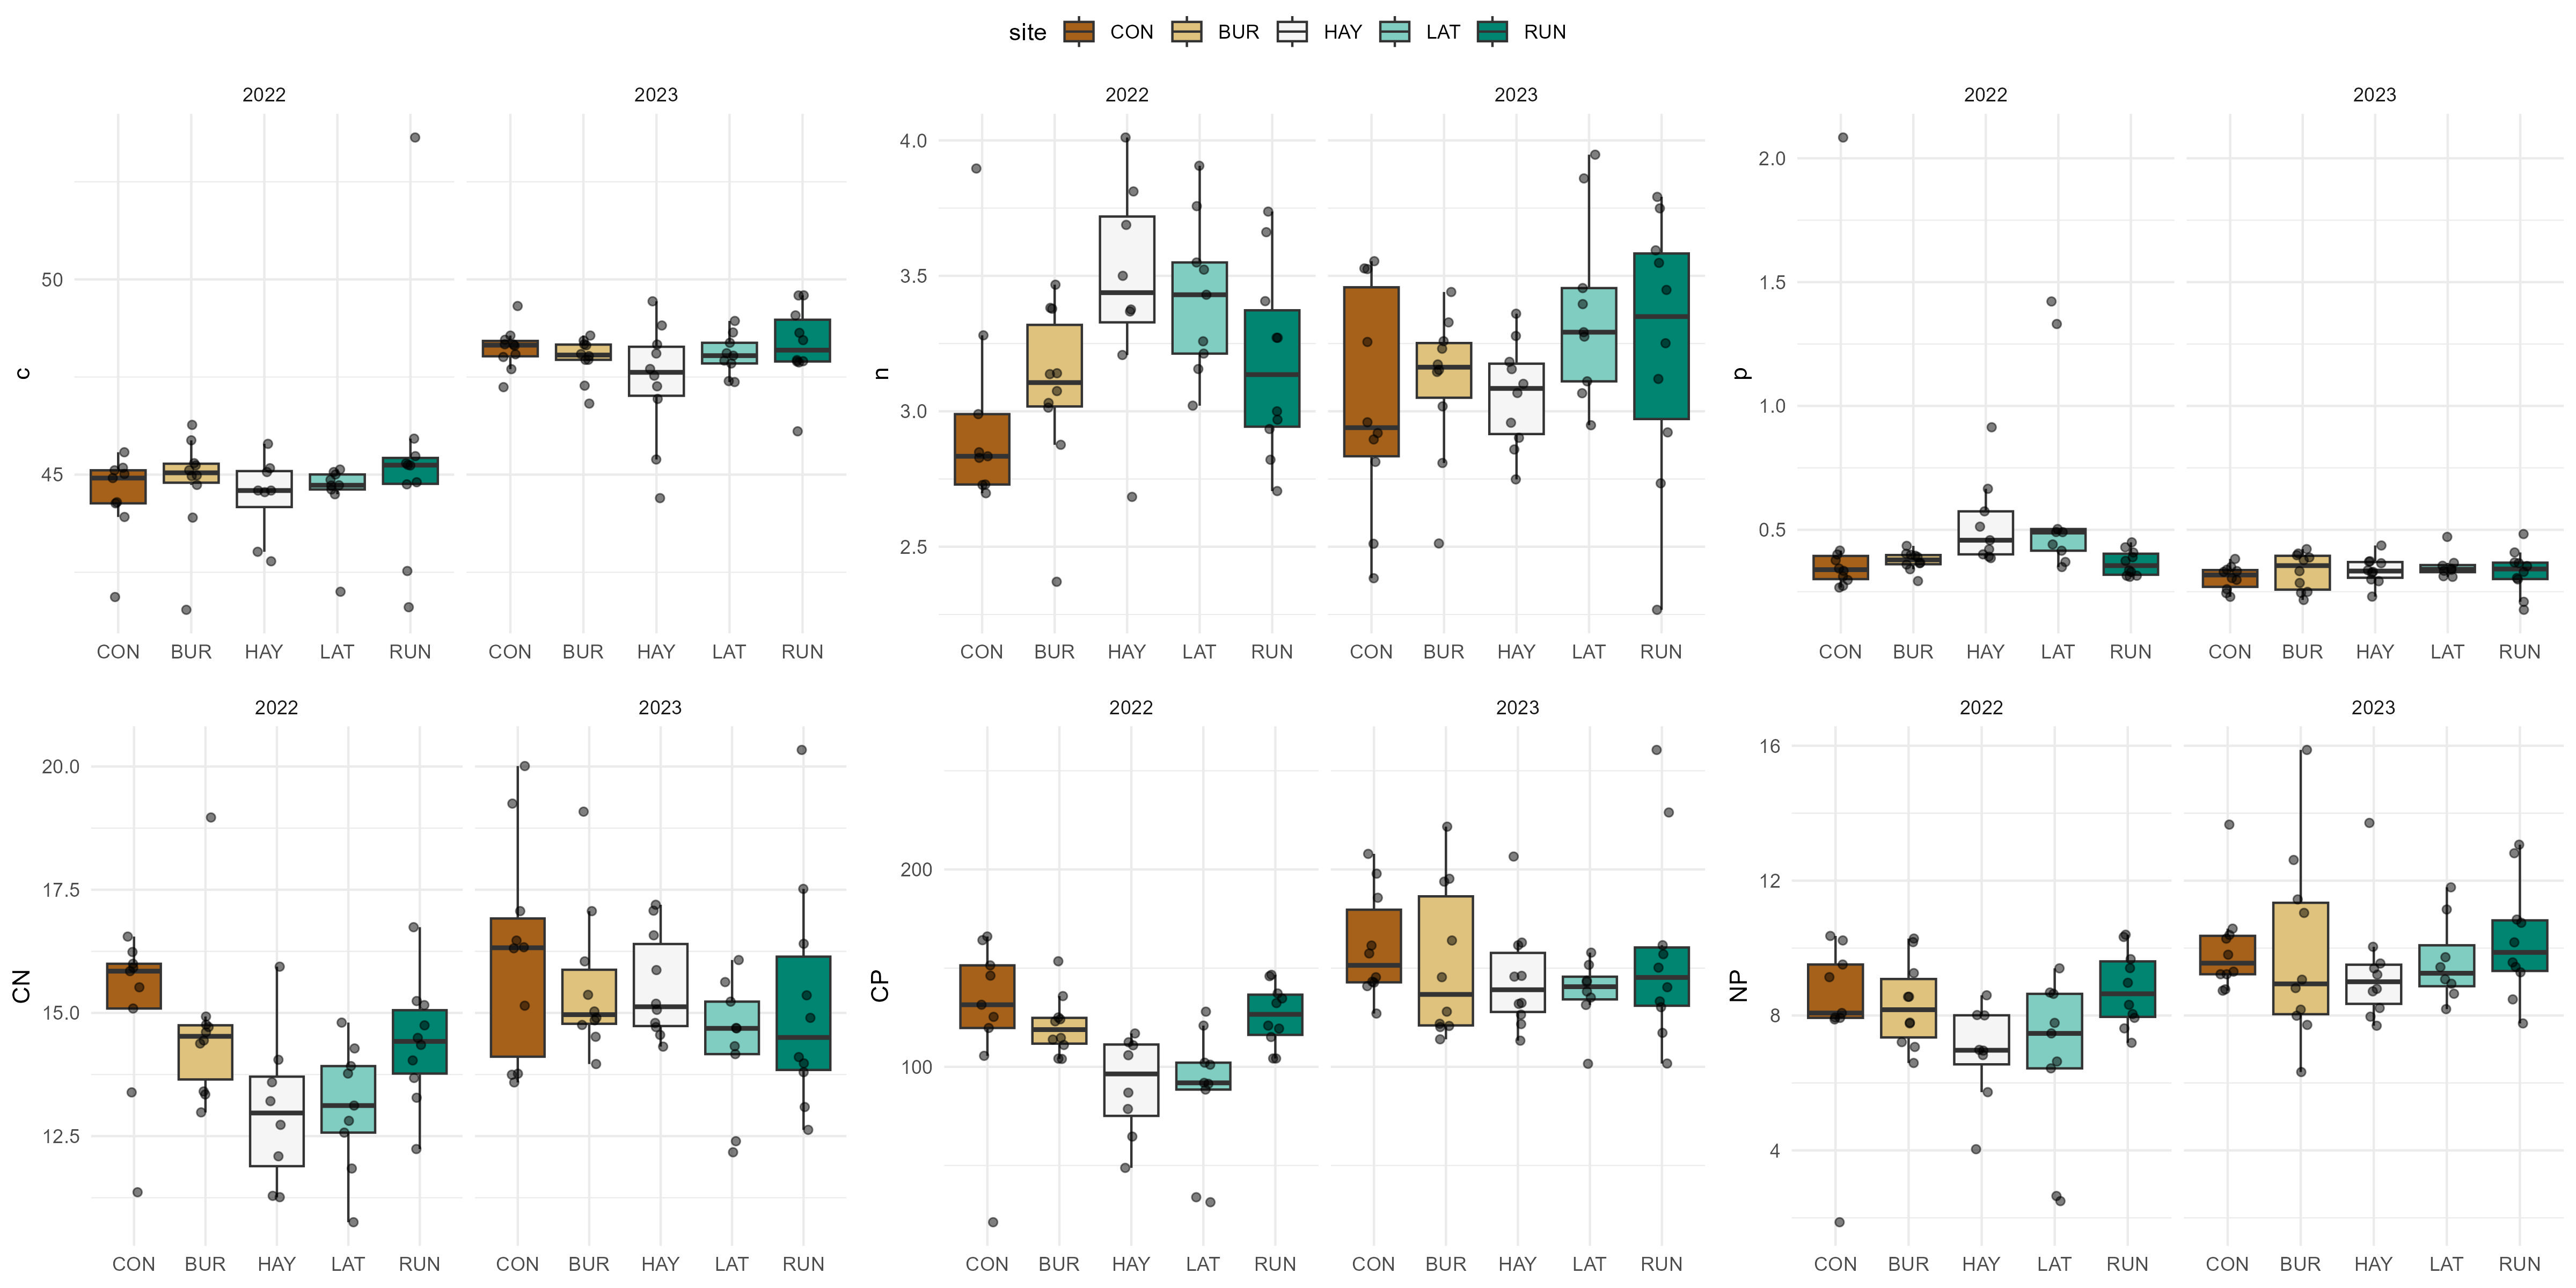 site CON BUR HAY LAT RUN
2022 2023
c
50
45
CON BUR HAY LAT RUN CON BUR HAY LAT RUN
2022 2023
n
4.0
3.5
3.0
2.5
CON BUR HAY LAT RUN CON BUR HAY LAT RUN
2022 2023
p
2.0
1.5
1.0
0.5
CON BUR HAY LAT RUN CON BUR HAY LAT RUN
2022 2023
CN
20.0
17.5
15.0
12.5
CON BUR HAY LAT RUN CON BUR HAY LAT RUN
2022 2023
CP
200
100
CON BUR HAY LAT RUN CON BUR HAY LAT RUN
2022 2023
NP
16
12
8
4
CON BUR HAY LAT RUN CON BUR HAY LAT RUN